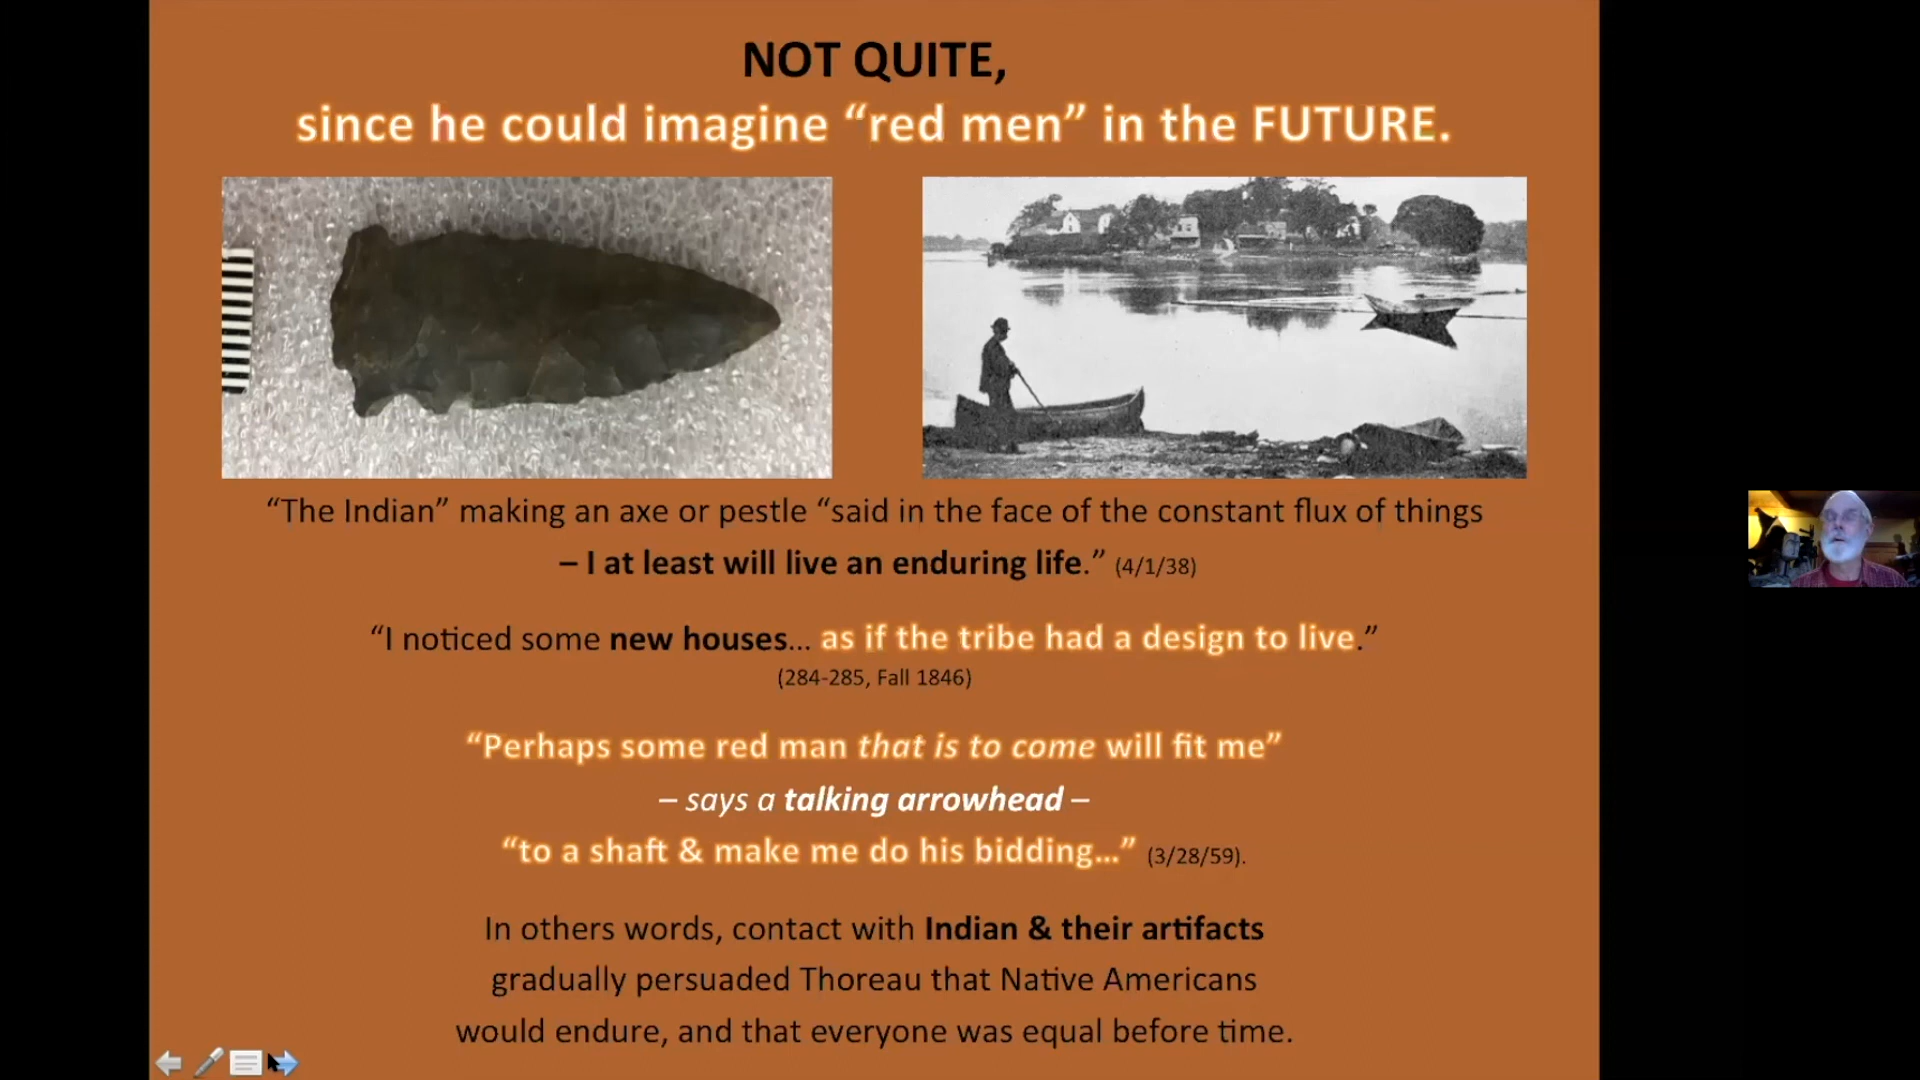 NOT QUITE,
since he could imagine “red men” in the FUTURE.
“The Indian” making an axe or pestle “said in the face of the constant flux of things
– I at least will live an enduring life.” (4/1/38)
“I noticed some new houses... as if the tribe had a design to live.”
(284-285, Fall 1846)
“Perhaps some red man that is to come will fit me”
– says a talking arrowhead –
“to a shaft & make me do his bidding...” (3/28/59).
In others words, contact with Indian & their artifacts
gradually persuaded Thoreau that Native Americans
would endure, and that everyone was equal before time.